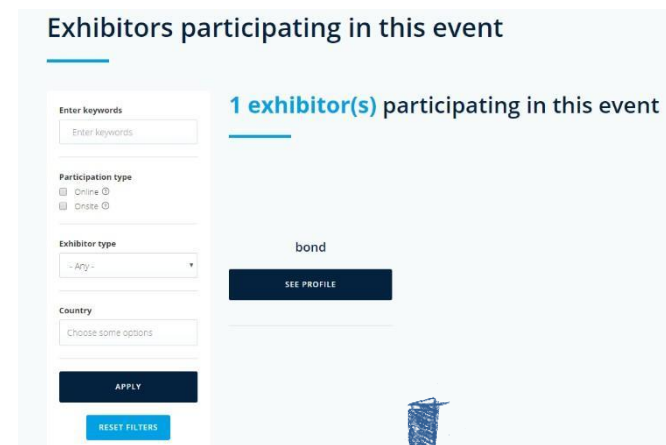 Exhibitors participating in this event
Enter keywords
Enter keywords
Participation type
Online ?
Onsite ?
Exhibitor type
- Any -
Country
Choose some options
APPLY
RESET FILTERS
1 exhibitor(s) participating in this event
bond
SEE PROFILE